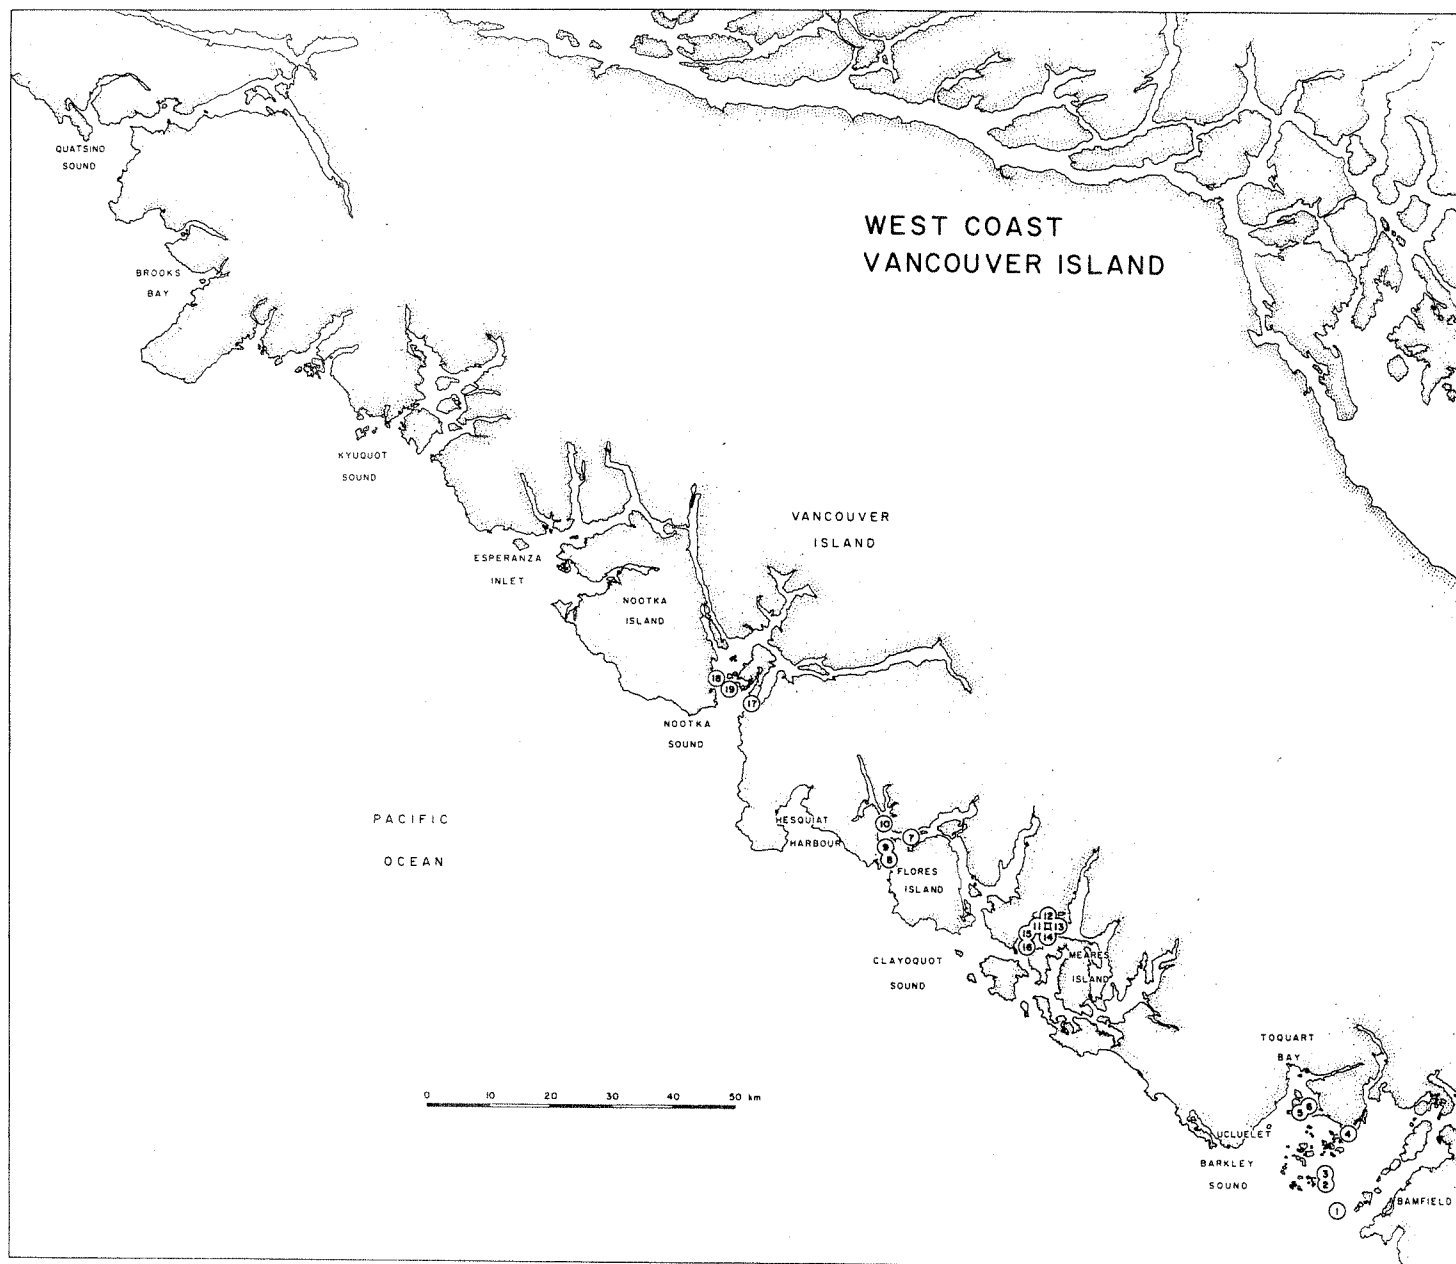 QUATSINO
SOUND
WEST COAST
VANCOUVER ISLAND
BROOKS
BAY
KYUQUOT
SOUND
VANCOUVER
ISLAND
ESPERANZA
INLET
NOOTKA
ISLAND
18
19
17
NOOTKA
SOUND
PACIFIC
OCEAN
HESQUIAT
HARBOUR
10
7
9
8
FLORES
ISLAND
12
11
13
15
14
16
MEARES
ISLAND
CLAYOQUOT
SOUND
TOQUART
BAY
0 10 20 30 40 50 km
5
6
4
UCLUELET
BARKLEY
SOUND
3
2
1
BAMFIELD